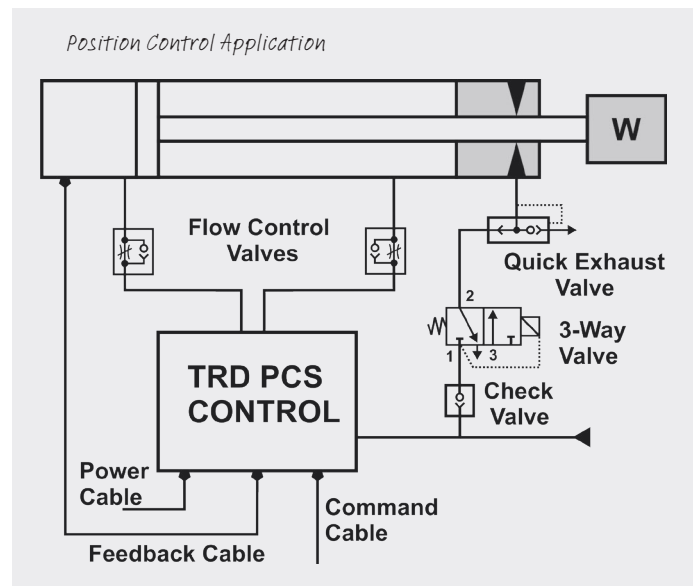 Position Control Application
W
Flow Control
Valves
Quick Exhaust
Valve
2
3-Way
Valve
1
3
Check
Valve
TRD PCS
CONTROL
Power
Cable
Command
Cable
Feedback Cable